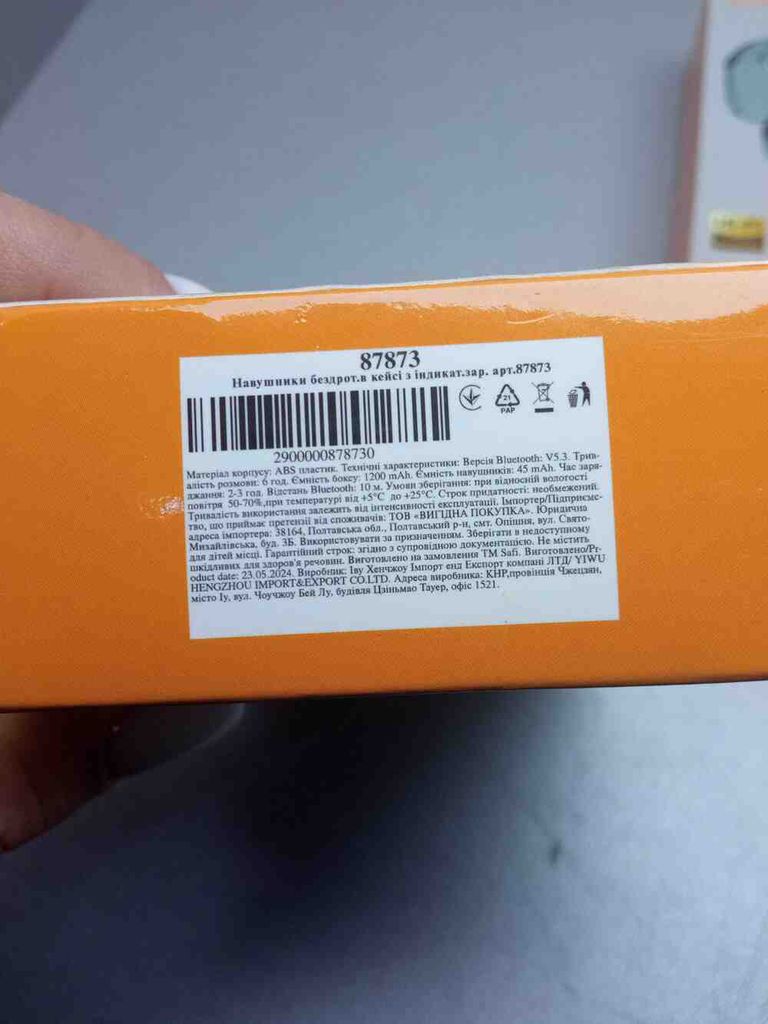 87873
Навушники бездрот.в кейсі з індикат.зар. арт.87873
21
PAP
2900000878730
Матеріал корпусу: ABS пластик. Технічні характеристики: Версія Bluetooth: V5.3. Трив-
алість розмови: 6 год. Ємність боксу: 1200 mAh. Ємність навушників: 45 mAh. Час заря-
джання: 2-3 год. Відстань Bluetooth: 10 м. Умови зберігання: при відносній вологості
повітря 50-70%,при температурі від +5°C до +25°C. Строк придатності: необмежений.
Тривалість використання залежить від інтенсивності експлуатації. Імпортер/Підприємс-
тво, що приймає претензії від споживачів: ТОВ «ВИГІДНА ПОКУПКА». Юридична
адреса імпортера: 38164, Полтавська обл., Полтавський р-н, смт. Опішня, вул. Свято-
Михайлівська, буд. 3Б. Використовувати за призначенням. Зберігати в недоступному
для дітей місці. Гарантійний строк: згідно з супровідною документацією. Не містить
шкідливих для здоров'я речовин. Виготовлено на замовлення ТМ Safi. Виготовлено/Pr-
oduct date: 23.05.2024. Виробник: Іву Хенчжоу Імпорт енд Експорт компані ЛТД/ YIWU
HENGZHOU IMPORT&EXPORT CO.LTD. Адреса виробника: КНР,провінція Чжецзян,
місто Іу, вул. Чоучжоу Бей Лу, будівля Цзіньмао Тауер, офіс 1521.